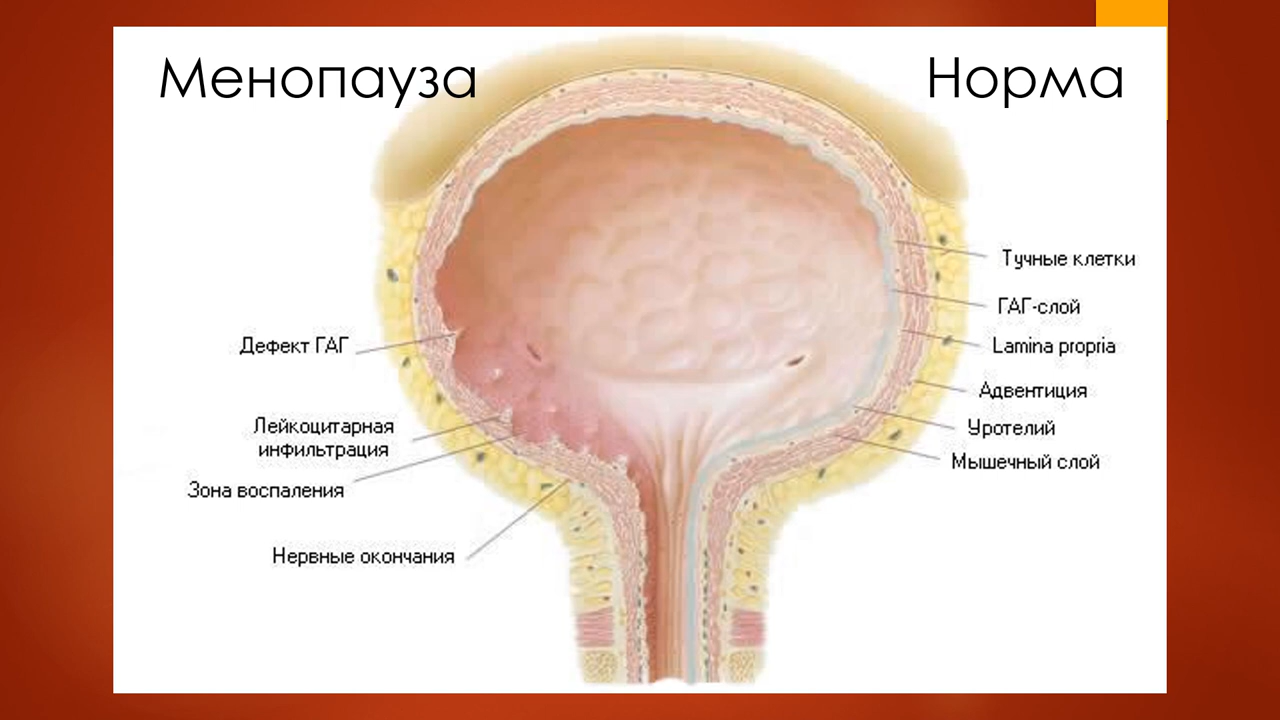 Менопауза
Норма
Дефект ГАГ
Лейкоцитарная
инфильтрация
Зона воспаления
Нервные окончания
Тучные клетки
ГАГ-слой
Lamina propria
Адвентиция
Уротелий
Мышечный слой